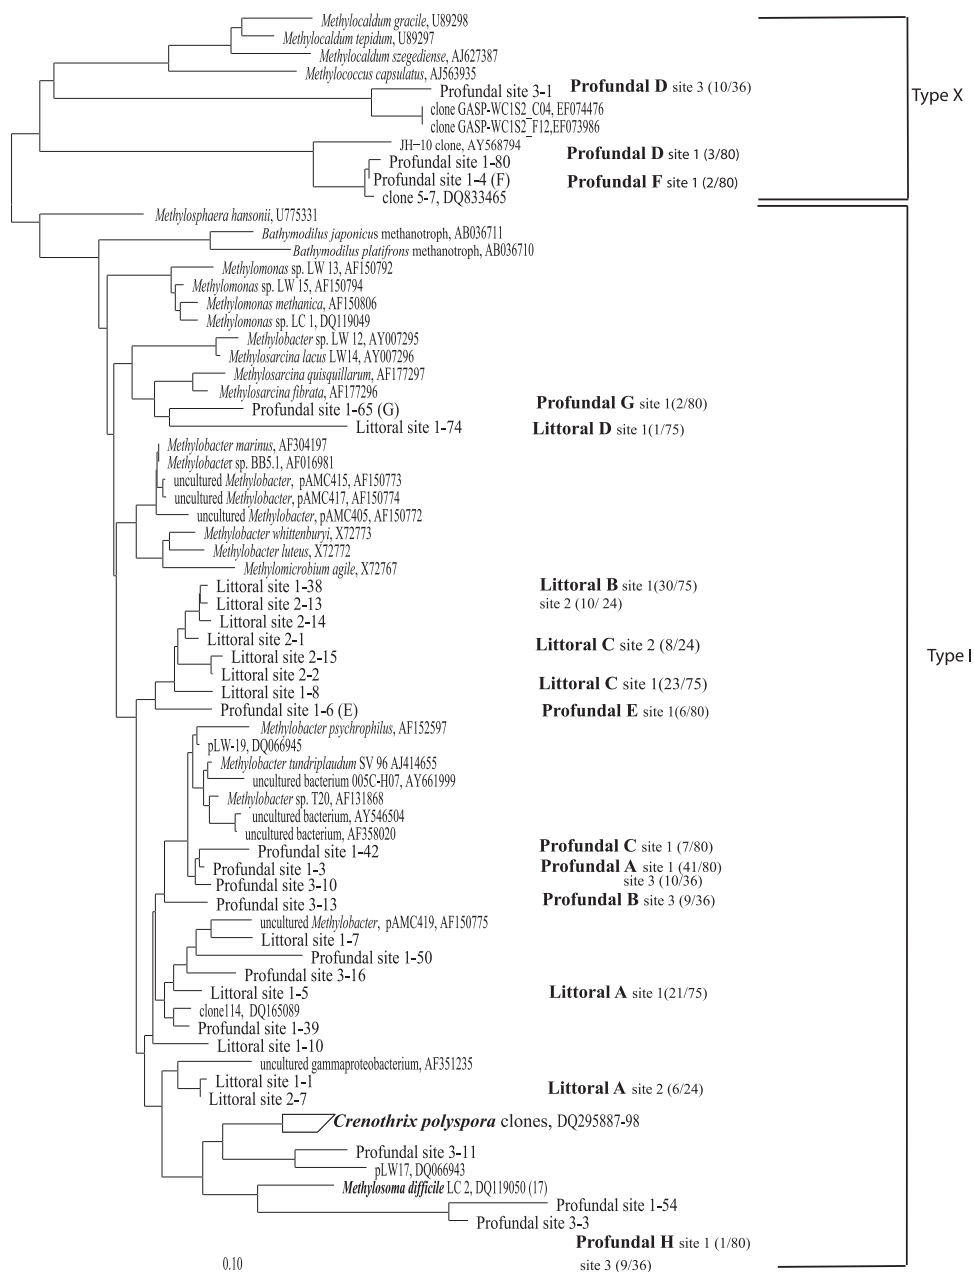 Methylocaldum gracile, U89298
Methylocaldum tepidum, U89297
Methylocaldum szegediense, AJ627387
Methylococcus capsulatus, AJ563935
Profundal 3-1 Profundal D site 3 (10/36)
Type X
clone GASP-WC1S2_C04, EF074476
clone GASP-WC1S2_F12,EF073986
JH-10 clone, AY568794
Profundal site 1-80 Profundal D site 1 (3/80)
Profundal site 1-4 (F) Profundal F site 1 (2/80)
clone 5-7, DQ833465
Methylosphaera hansonii, U775331
Bathymodilus japonicus methanotroph, AB036711
Bathymodilus platifrons methanotroph, AB036710
Methylomonas sp. LW 13, AF150792
Methylomonas sp. LW 15, AF150794
Methylomonas methanica, AF150806
Methylomonas sp. LC 1, DQ119049
Methylobacter sp. LW 12, AY007295
Methylosarcina lacus LW14, AY007296
Methylosarcina quisquillarum, AF177297
Methylosarcina fibrata, AF177296
Profundal site 1-65 (G) Profundal G site 1(2/80)
Littoral site 1-74 Littoral D site 1(1/75)
Methylobacter marinus, AF304197
Methylobacter sp. BB5.1, AF016981
uncultured Methylobacter, pAMC415, AF150773
uncultured Methylobacter, pAMC417, AF150774
uncultured Methylobacter, pAMC405, AF150772
Methylobacter whittenburyi, X72773
Methylobacter luteus, X72772
Methylomicrobium agile, X72767
Littoral site 1-38 Littoral B site 1(30/75)
Littoral site 2-13 site 2 (10/ 24)
Littoral site 2-14
Littoral site 2-1 Littoral C site 2 (8/24)
Littoral site 2-15
Type I
Littoral site 2-2
Littoral site 1-8 Littoral C site 1(23/75)
Profundal site 1-6 (E) Profundal E site 1(6/80)
Methylobacter psychrophilus, AF152597
pLW-19, DQ066945
Methylobacter tundriplaudum SV 96 AJ414655
uncultured bacterium 005C-H07, AY661999
Methylobacter sp. T20, AF131868
uncultured bacterium, AY546504
uncultured bacterium, AF358020
Profundal site 1-42 Profundal C site 1 (7/80)
Profundal site 1-3 Profundal A site 1 (41/80)
Profundal site 3-10 site 3 (10/36)
Profundal site 3-13 Profundal B site 3 (9/36)
uncultured Methylobacter, pAMC419, AF150775
Littoral site 1-7
Profundal site 1-50
Profundal site 3-16
Littoral site 1-5 Littoral A site 1(21/75)
clone114, DQ165089
Profundal site 1-39
Littoral site 1-10
uncultured gammaproteobacterium, AF351235
Littoral site 1-1 Littoral A site 2 (6/24)
Littoral site 2-7
Crenothrix polyspora clones, DQ295887-98
Profundal site 3-11
pLW17, DQ066943
Methylosoma difficile LC 2, DQ119050 (17)
Profundal site 1-54
Profundal site 3-3
Profundal H site 1 (1/80)
0.10 site 3 (9/36)